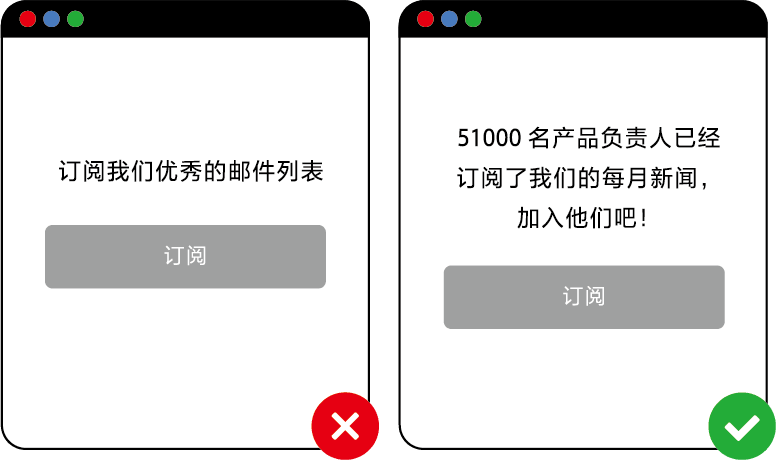 订阅我们优秀的邮件列表
订阅
51000 名产品负责人已经
订阅了我们的每月新闻，
加入他们吧！
订阅